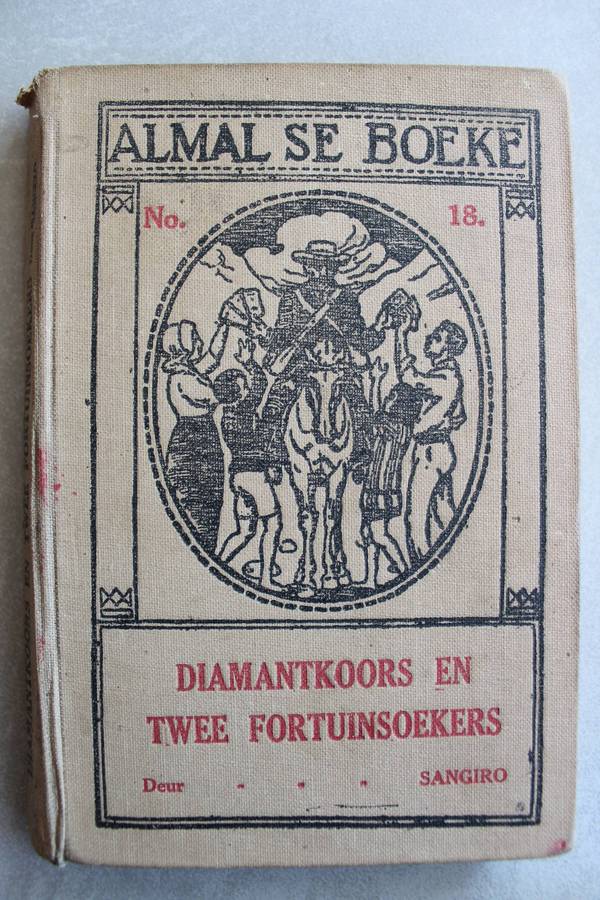 ALMAL SE BOEKE
No. 18.
DIAMANTKOORS EN
TWEE FORTUINSOEKERS
Deur " " " SANGIRO